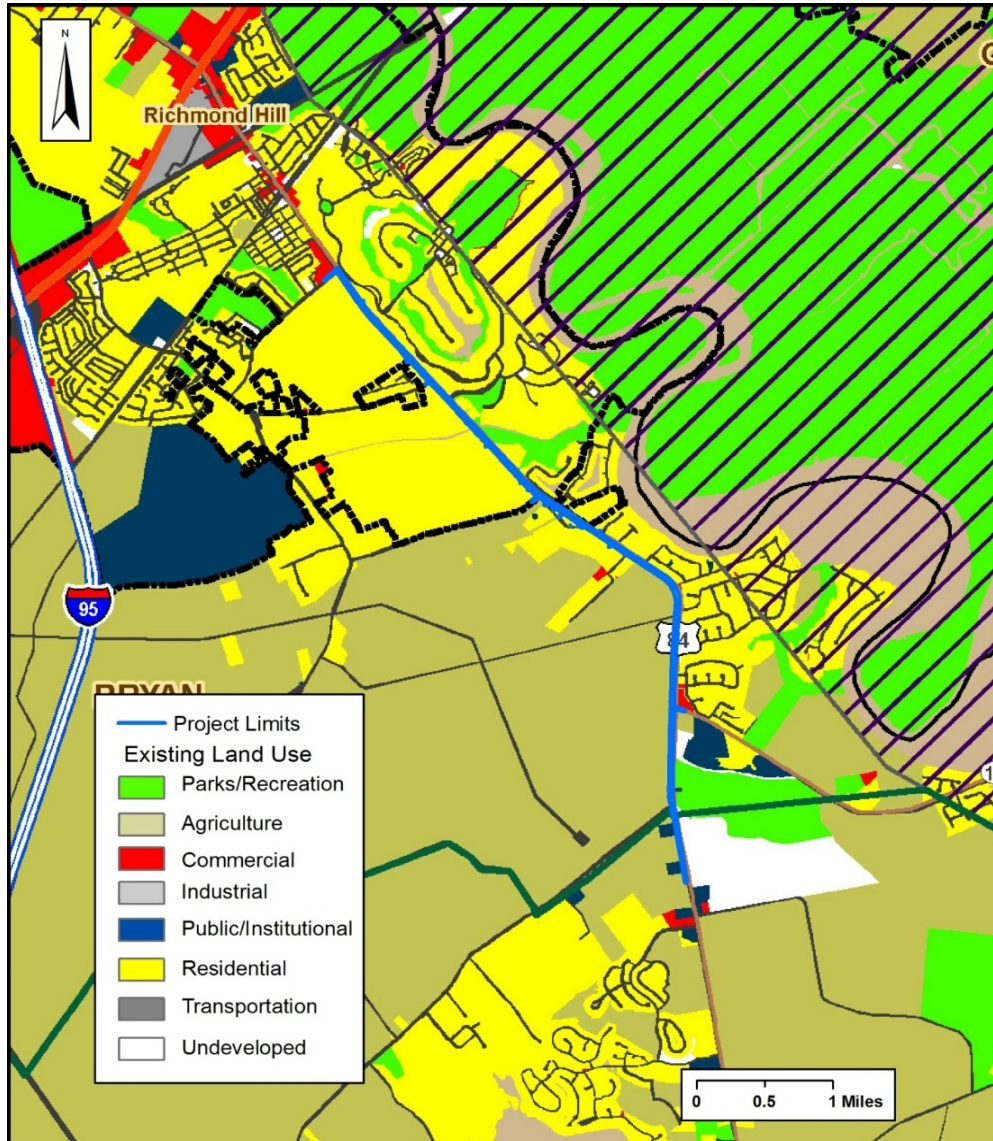 N
Richmond Hill
95
84
BRYAN
Project Limits
Existing Land Use
Parks/Recreation
Agriculture
Commercial
Industrial
Public/Institutional
Residential
Transportation
Undeveloped
0 0.5 1 Miles